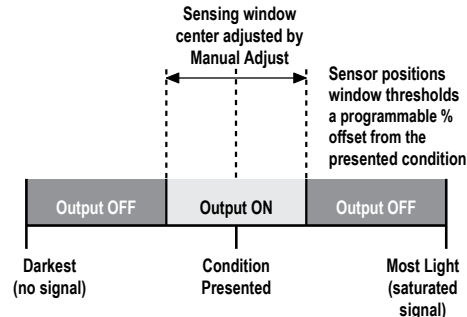 Sensing window
center adjusted by
Manual Adjust
Sensor positions
window thresholds
a programmable %
offset from the
presented condition
Output OFF
Output ON
Output OFF
Darkest
(no signal)
Condition
Presented
Most Light
(saturated
signal)